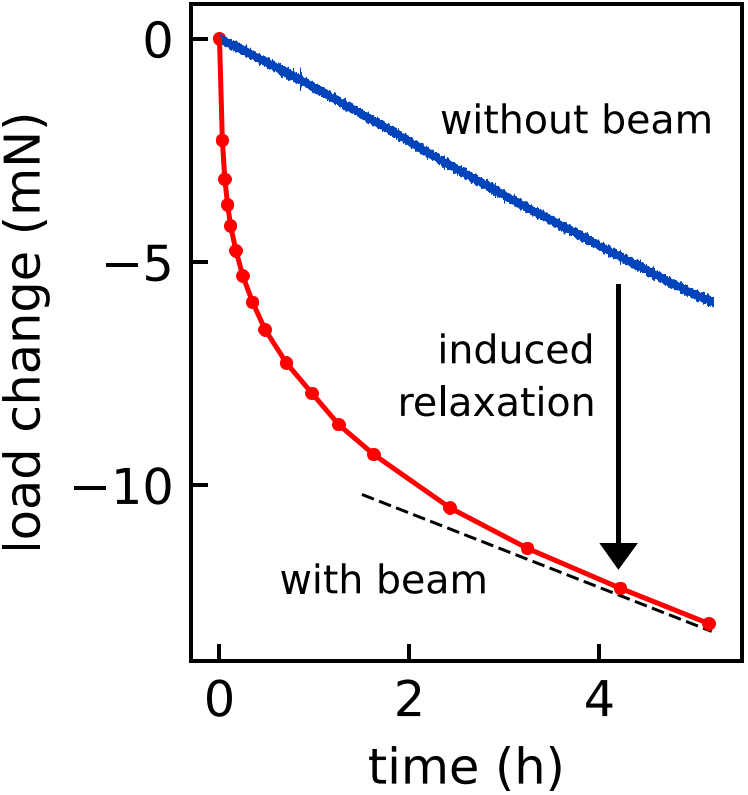 0
without beam
−5
induced
relaxation
−10
with beam
load change (mN)
0 2 4
time (h)